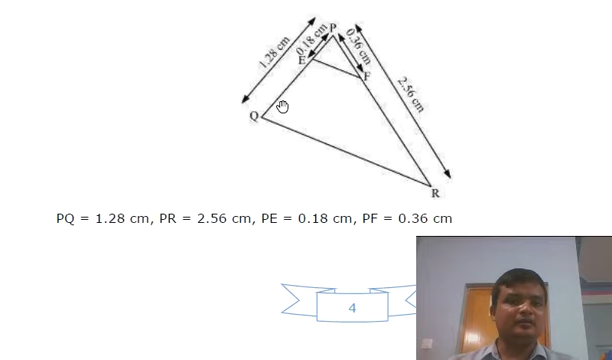 P
0.18 cm
0.36 cm
1.28 cm
E
F
2.56 cm
Q
R
PQ = 1.28 cm, PR = 2.56 cm, PE = 0.18 cm, PF = 0.36 cm
4